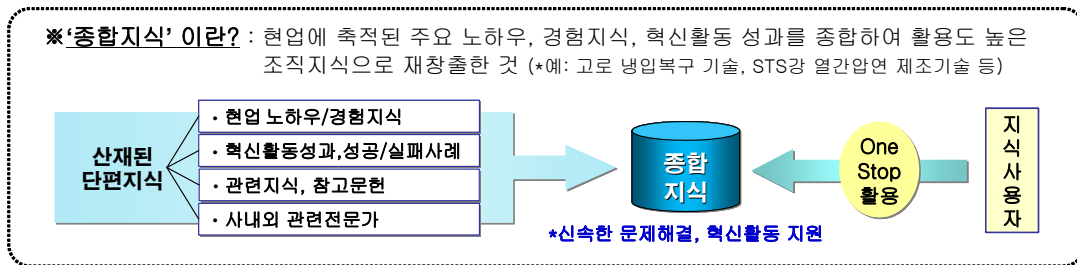 ※‘종합지식’ 이란? : 현업에 축적된 주요 노하우, 경험지식, 혁신활동 성과를 종합하여 활용도 높은
조직지식으로 재창출한 것 (*예: 고로 냉입복구 기술, STS강 열간압연 제조기술 등)
산재된
단편지식
· 현업 노하우/경험지식
· 혁신활동성과,성공/실패사례
· 관련지식, 참고문헌
· 사내외 관련전문가
종합
지식
*신속한 문제해결, 혁신활동 지원
One
Stop
활용
지
식
사
용
자